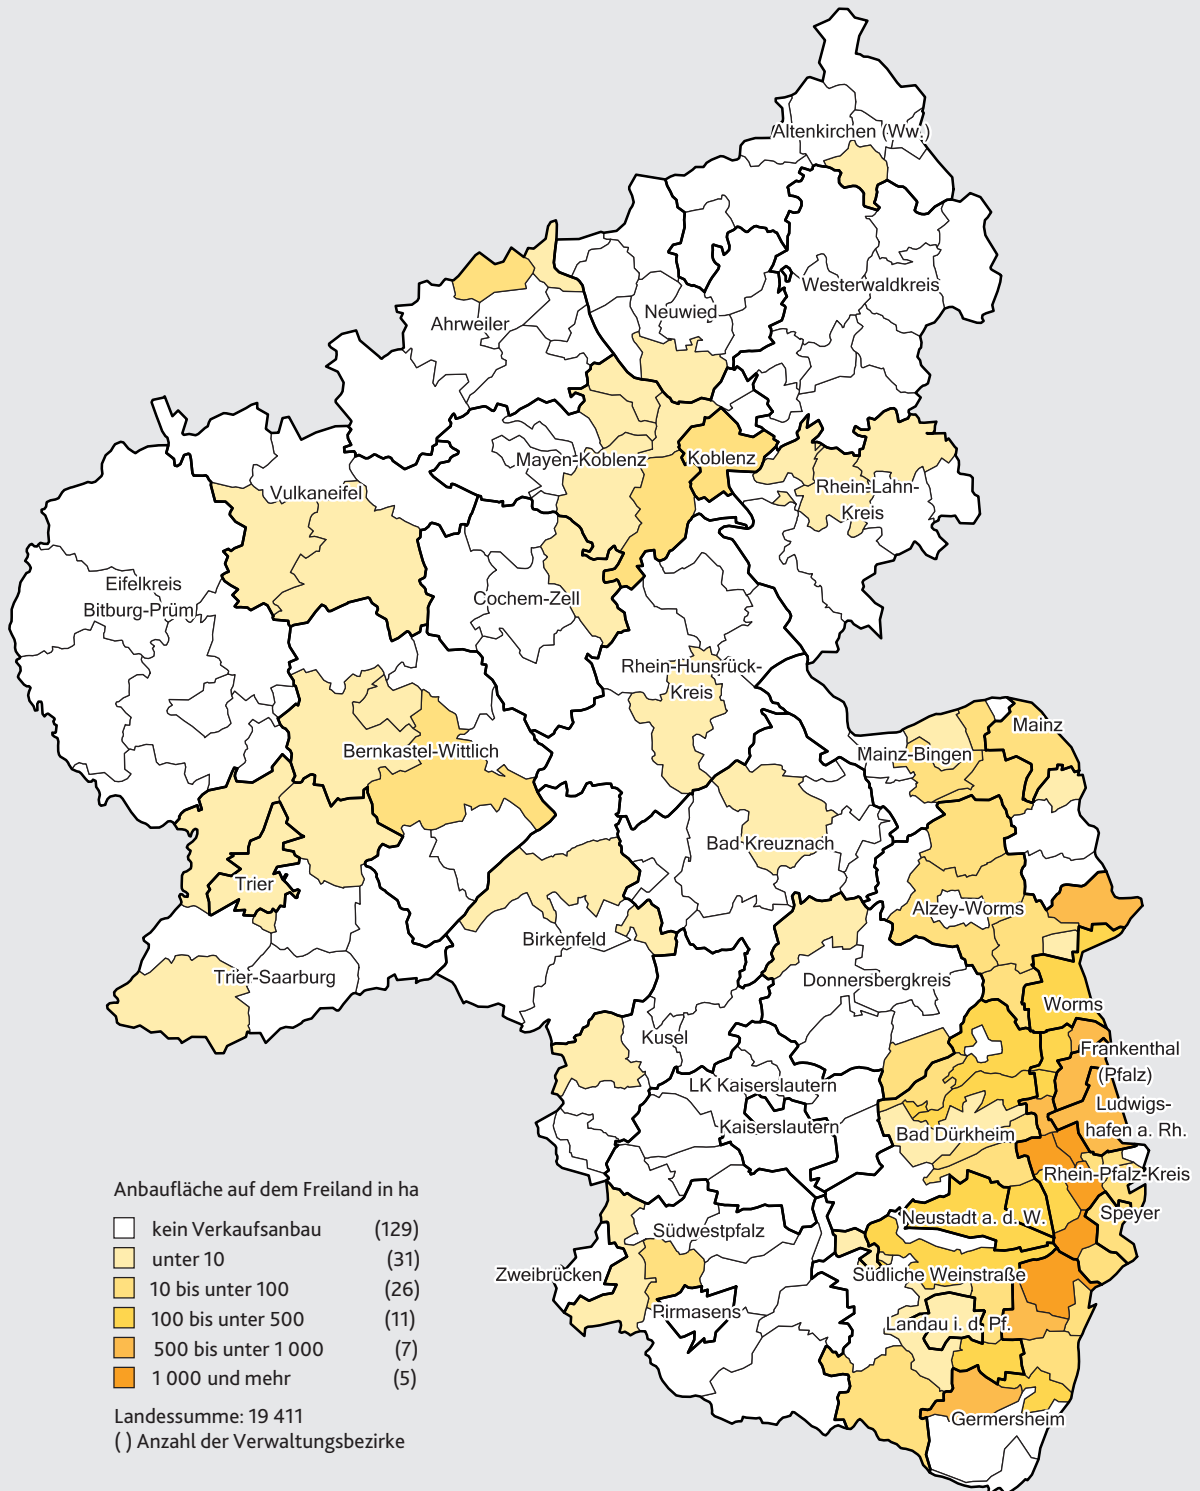 Altenkirchen (Ww.)
Westerwaldkreis
Neuwied
Ahrweiler
Mayen-Koblenz
Koblenz
Rhein-Lahn-
Kreis
Vulkaneifel
Eifelkreis
Bitburg-Prüm
Cochem-Zell
Rhein-Hunsrück-
Kreis
Mainz
Mainz-Bingen
Bernkastel-Wittlich
Bad Kreuznach
Trier
Alzey-Worms
Birkenfeld
Trier-Saarburg
Donnersbergkreis
Worms
Kusel
Frankenthal
(Pfalz)
LK Kaiserslautern
Ludwigs-
hafen a. Rh.
Kaiserslautern
Bad Dürkheim
Rhein-Pfalz-Kreis
Neustadt a. d. W.
Speyer
Südwestpfalz
Zweibrücken
Südliche Weinstraße
Pirmasens
Landau i. d. Pf.
Germersheim
Anbaufläche auf dem Freiland in ha
kein Verkaufsanbau (129)
unter 10 (31)
10 bis unter 100 (26)
100 bis unter 500 (11)
500 bis unter 1 000 (7)
1 000 und mehr (5)
Landessumme: 19 411
( ) Anzahl der Verwaltungsbezirke